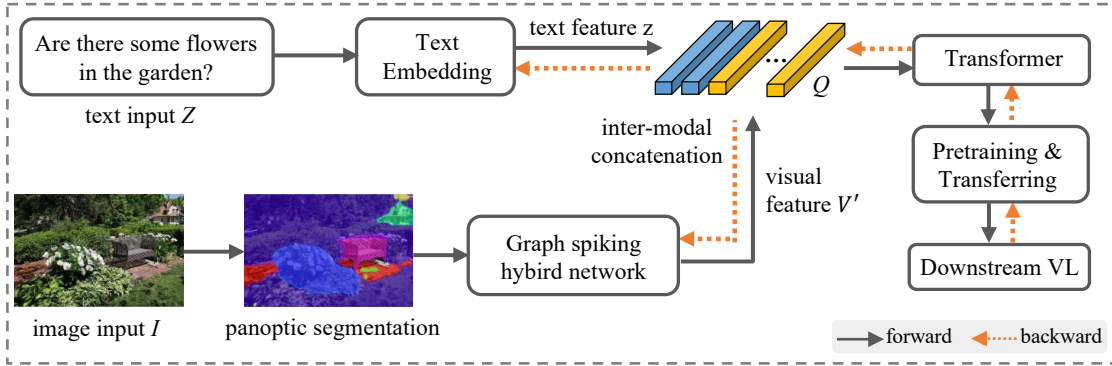 Are there some flowers
in the garden?
text input Z
Text
Embedding
text feature z
...
Q
Transformer
inter-modal
concatenation
visual
feature V′
Pretraining &
Transferring
Graph spiking
hybird network
Downstream VL
image input I
panoptic segmentation
forward
backward